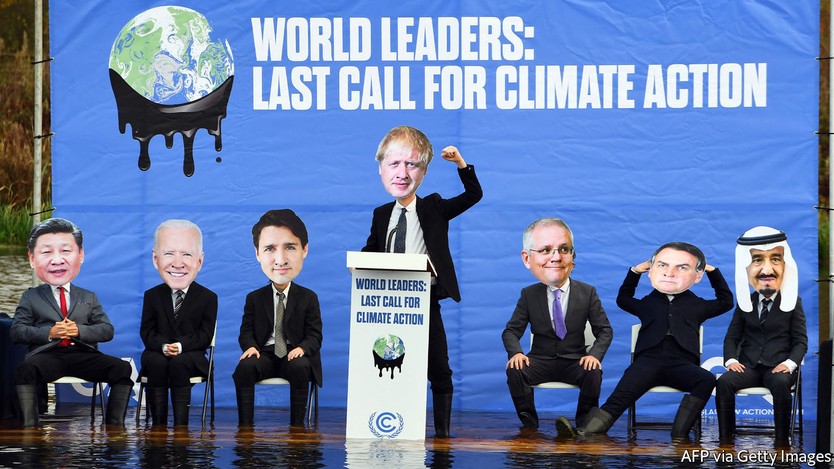 WORLD LEADERS:
LAST CALL FOR CLIMATE ACTION
WORLD LEADERS:
LAST CALL FOR
CLIMATE ACTION
AFP via Getty Images